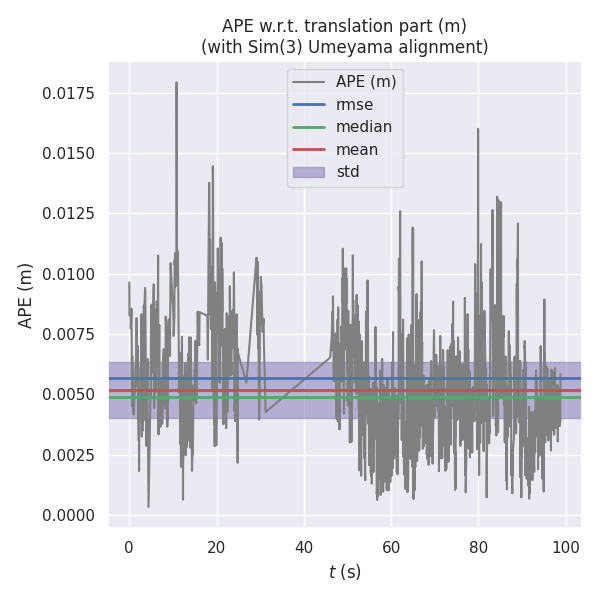 APE w.r.t. translation part (m)
(with Sim(3) Umeyama alignment)
APE (m)
rmse
median
mean
std
APE (m)
0.0175
0.0150
0.0125
0.0100
0.0075
0.0050
0.0025
0.0000
0
20
40
60
80
100
t (s)